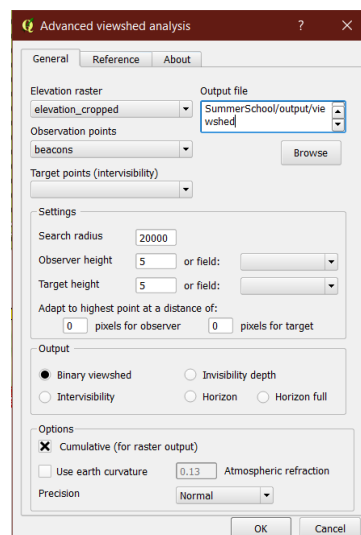 Advanced viewshed analysis ? X
General Reference About
Elevation raster Output file
elevation_cropped SummerSchool/output/vie
wshed
Observation points
beacons Browse
Target points (intervisibility)
Settings
Search radius 20000
Observer height 5 or field:
Target height 5 or field:
Adapt to highest point at a distance of:
0 pixels for observer 0 pixels for target
Output
Binary viewshed Invisibility depth
Intervisibility Horizon Horizon full
Options
Cumulative (for raster output)
Use earth curvature 0.13 Atmospheric refraction
Precision Normal
OK Cancel